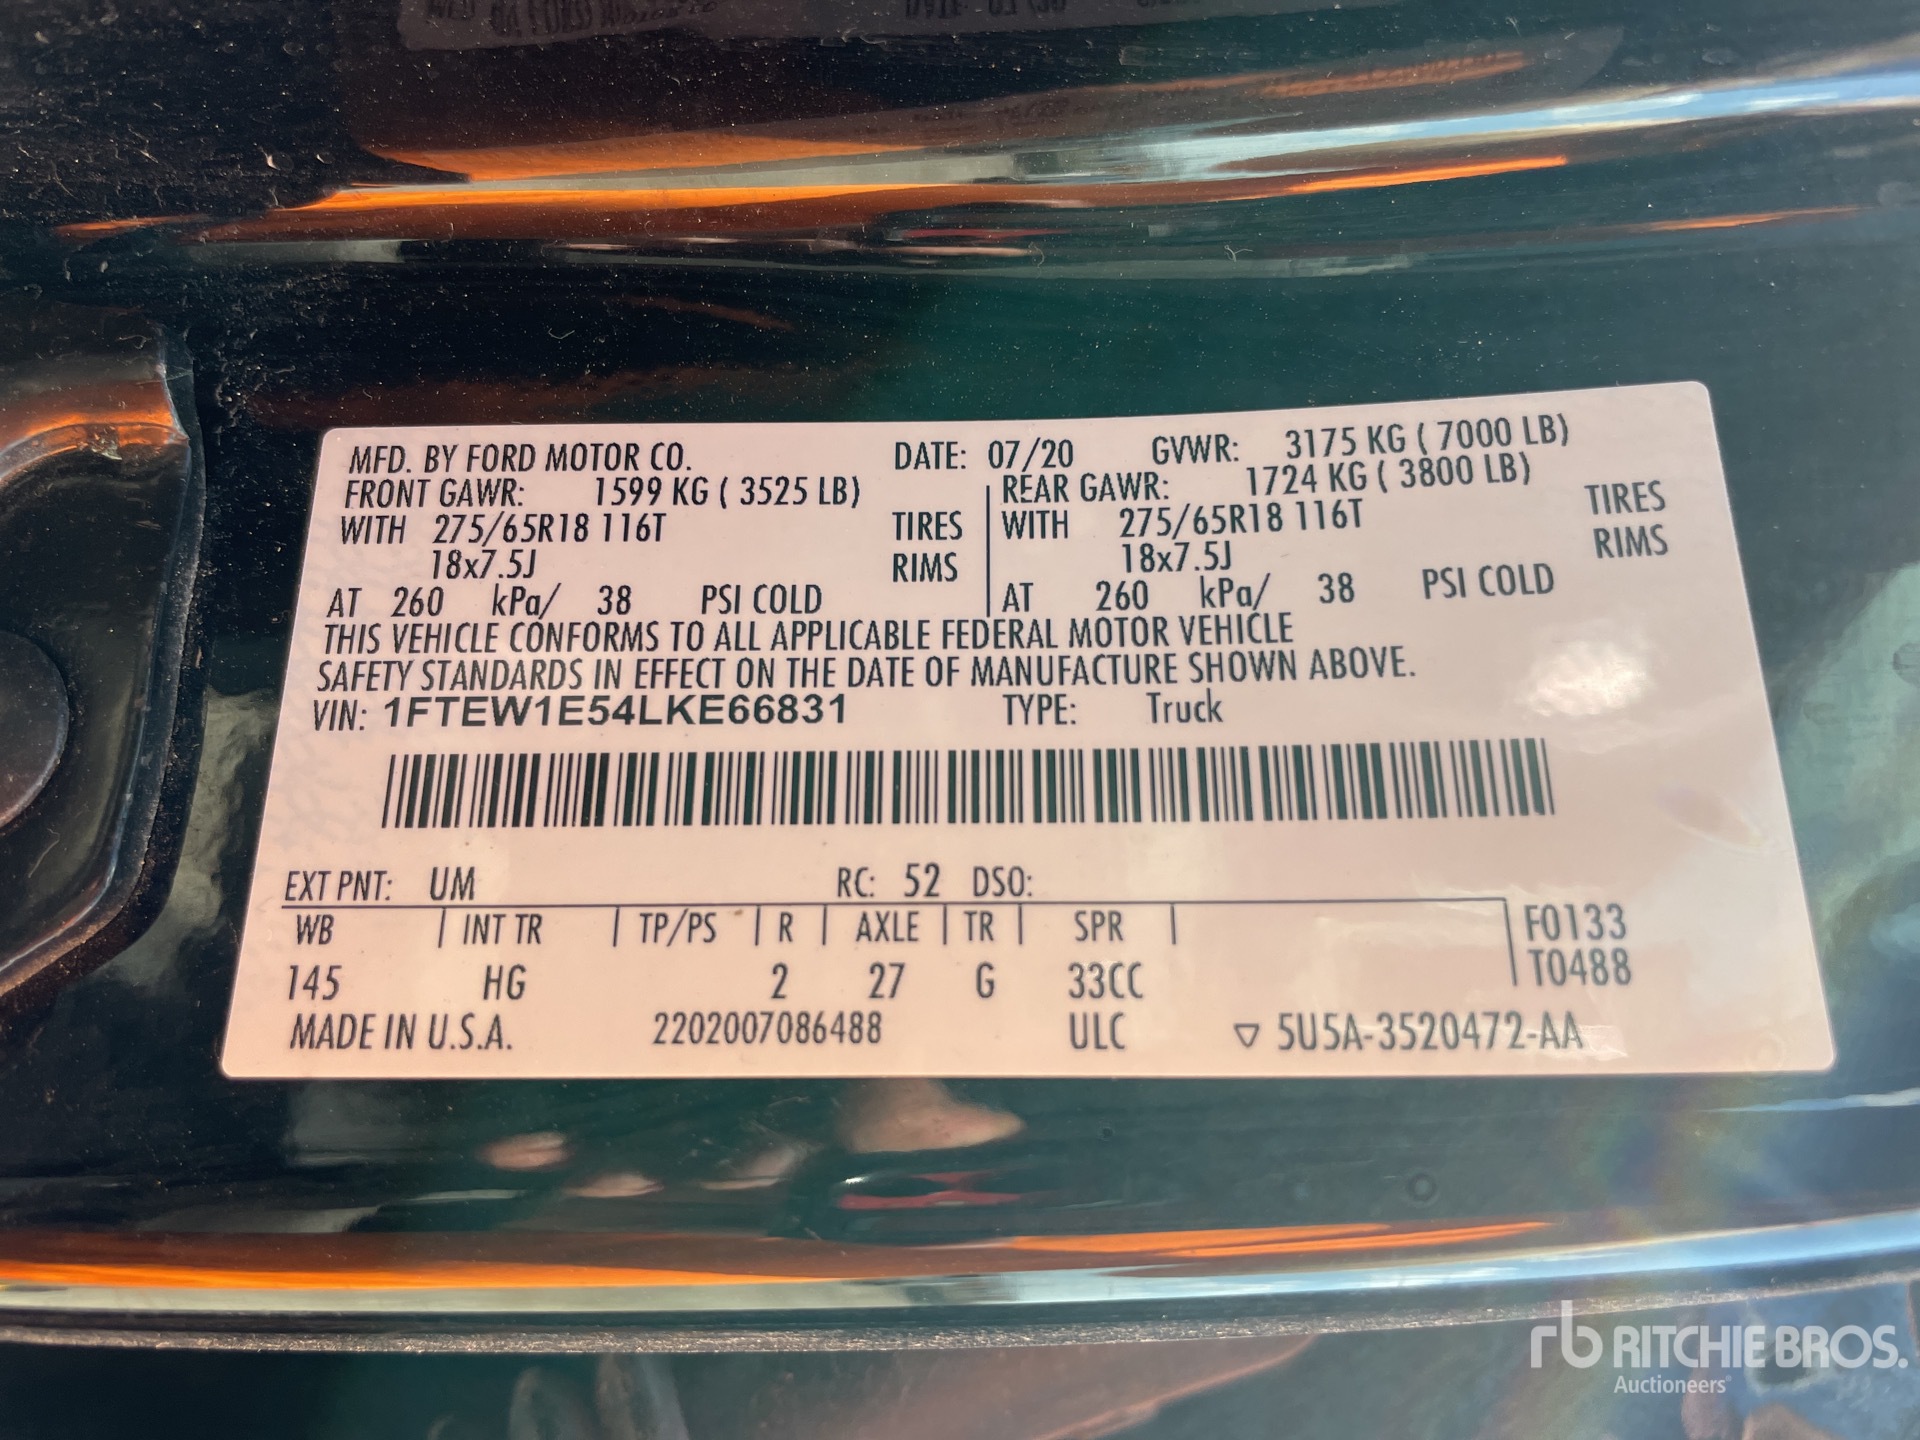 MFD. BY FORD MOTOR CO. DATE: 07/20 GVWR: 3175 KG ( 7000 LB)
FRONT GAWR: 1599 KG ( 3525 LB) REAR GAWR: 1724 KG ( 3800 LB)
WITH 275/65R18 116T TIRES WITH 275/65R18 116T TIRES
18x7.5J RIMS 18x7.5J RIMS
AT 260 kPa/ 38 PSI COLD AT 260 kPa/ 38 PSI COLD
THIS VEHICLE CONFORMS TO ALL APPLICABLE FEDERAL MOTOR VEHICLE
SAFETY STANDARDS IN EFFECT ON THE DATE OF MANUFACTURE SHOWN ABOVE.
VIN: 1FTEW1E54LKE66831 TYPE: Truck
EXT PNT: UM RC: 52 DSO:
WB INT TR TP/PS R AXLE TR SPR F0133
145 HG 2 27 G 33CC T0488
MADE IN U.S.A. 2202007086488 ULC ▽ 5U5A-3520472-AA
rb RITCHIE BROS.
Auctioneers